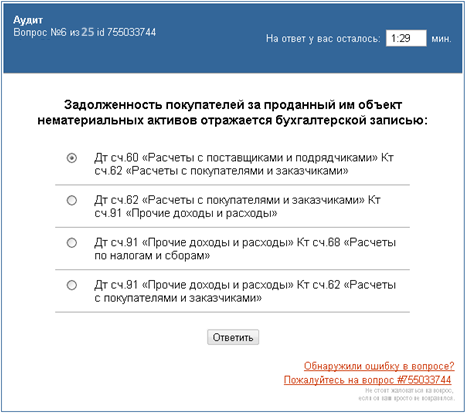 Аудит
Вопрос №6 из 25 id 755033744
На ответ у вас осталось: 1:29 мин.
Задолженность покупателей за проданный им объект
нематериальных активов отражается бухгалтерской записью:
Дт сч.60 «Расчеты с поставщиками и подрядчиками» Кт
сч.62 «Расчеты с покупателями и заказчиками»
Дт сч.62 «Расчеты с покупателями и заказчиками» Кт
сч.91 «Прочие доходы и расходы»
Дт сч.91 «Прочие доходы и расходы» Кт сч.68 «Расчеты
по налогам и сборам»
Дт сч.91 «Прочие доходы и расходы» Кт сч.62 «Расчеты
с покупателями и заказчиками»
Ответить
Обнаружили ошибку в вопросе?
Пожалуйтесь на вопрос #755033744
Не стоит жаловаться на вопрос,
если он вам просто не понравился.